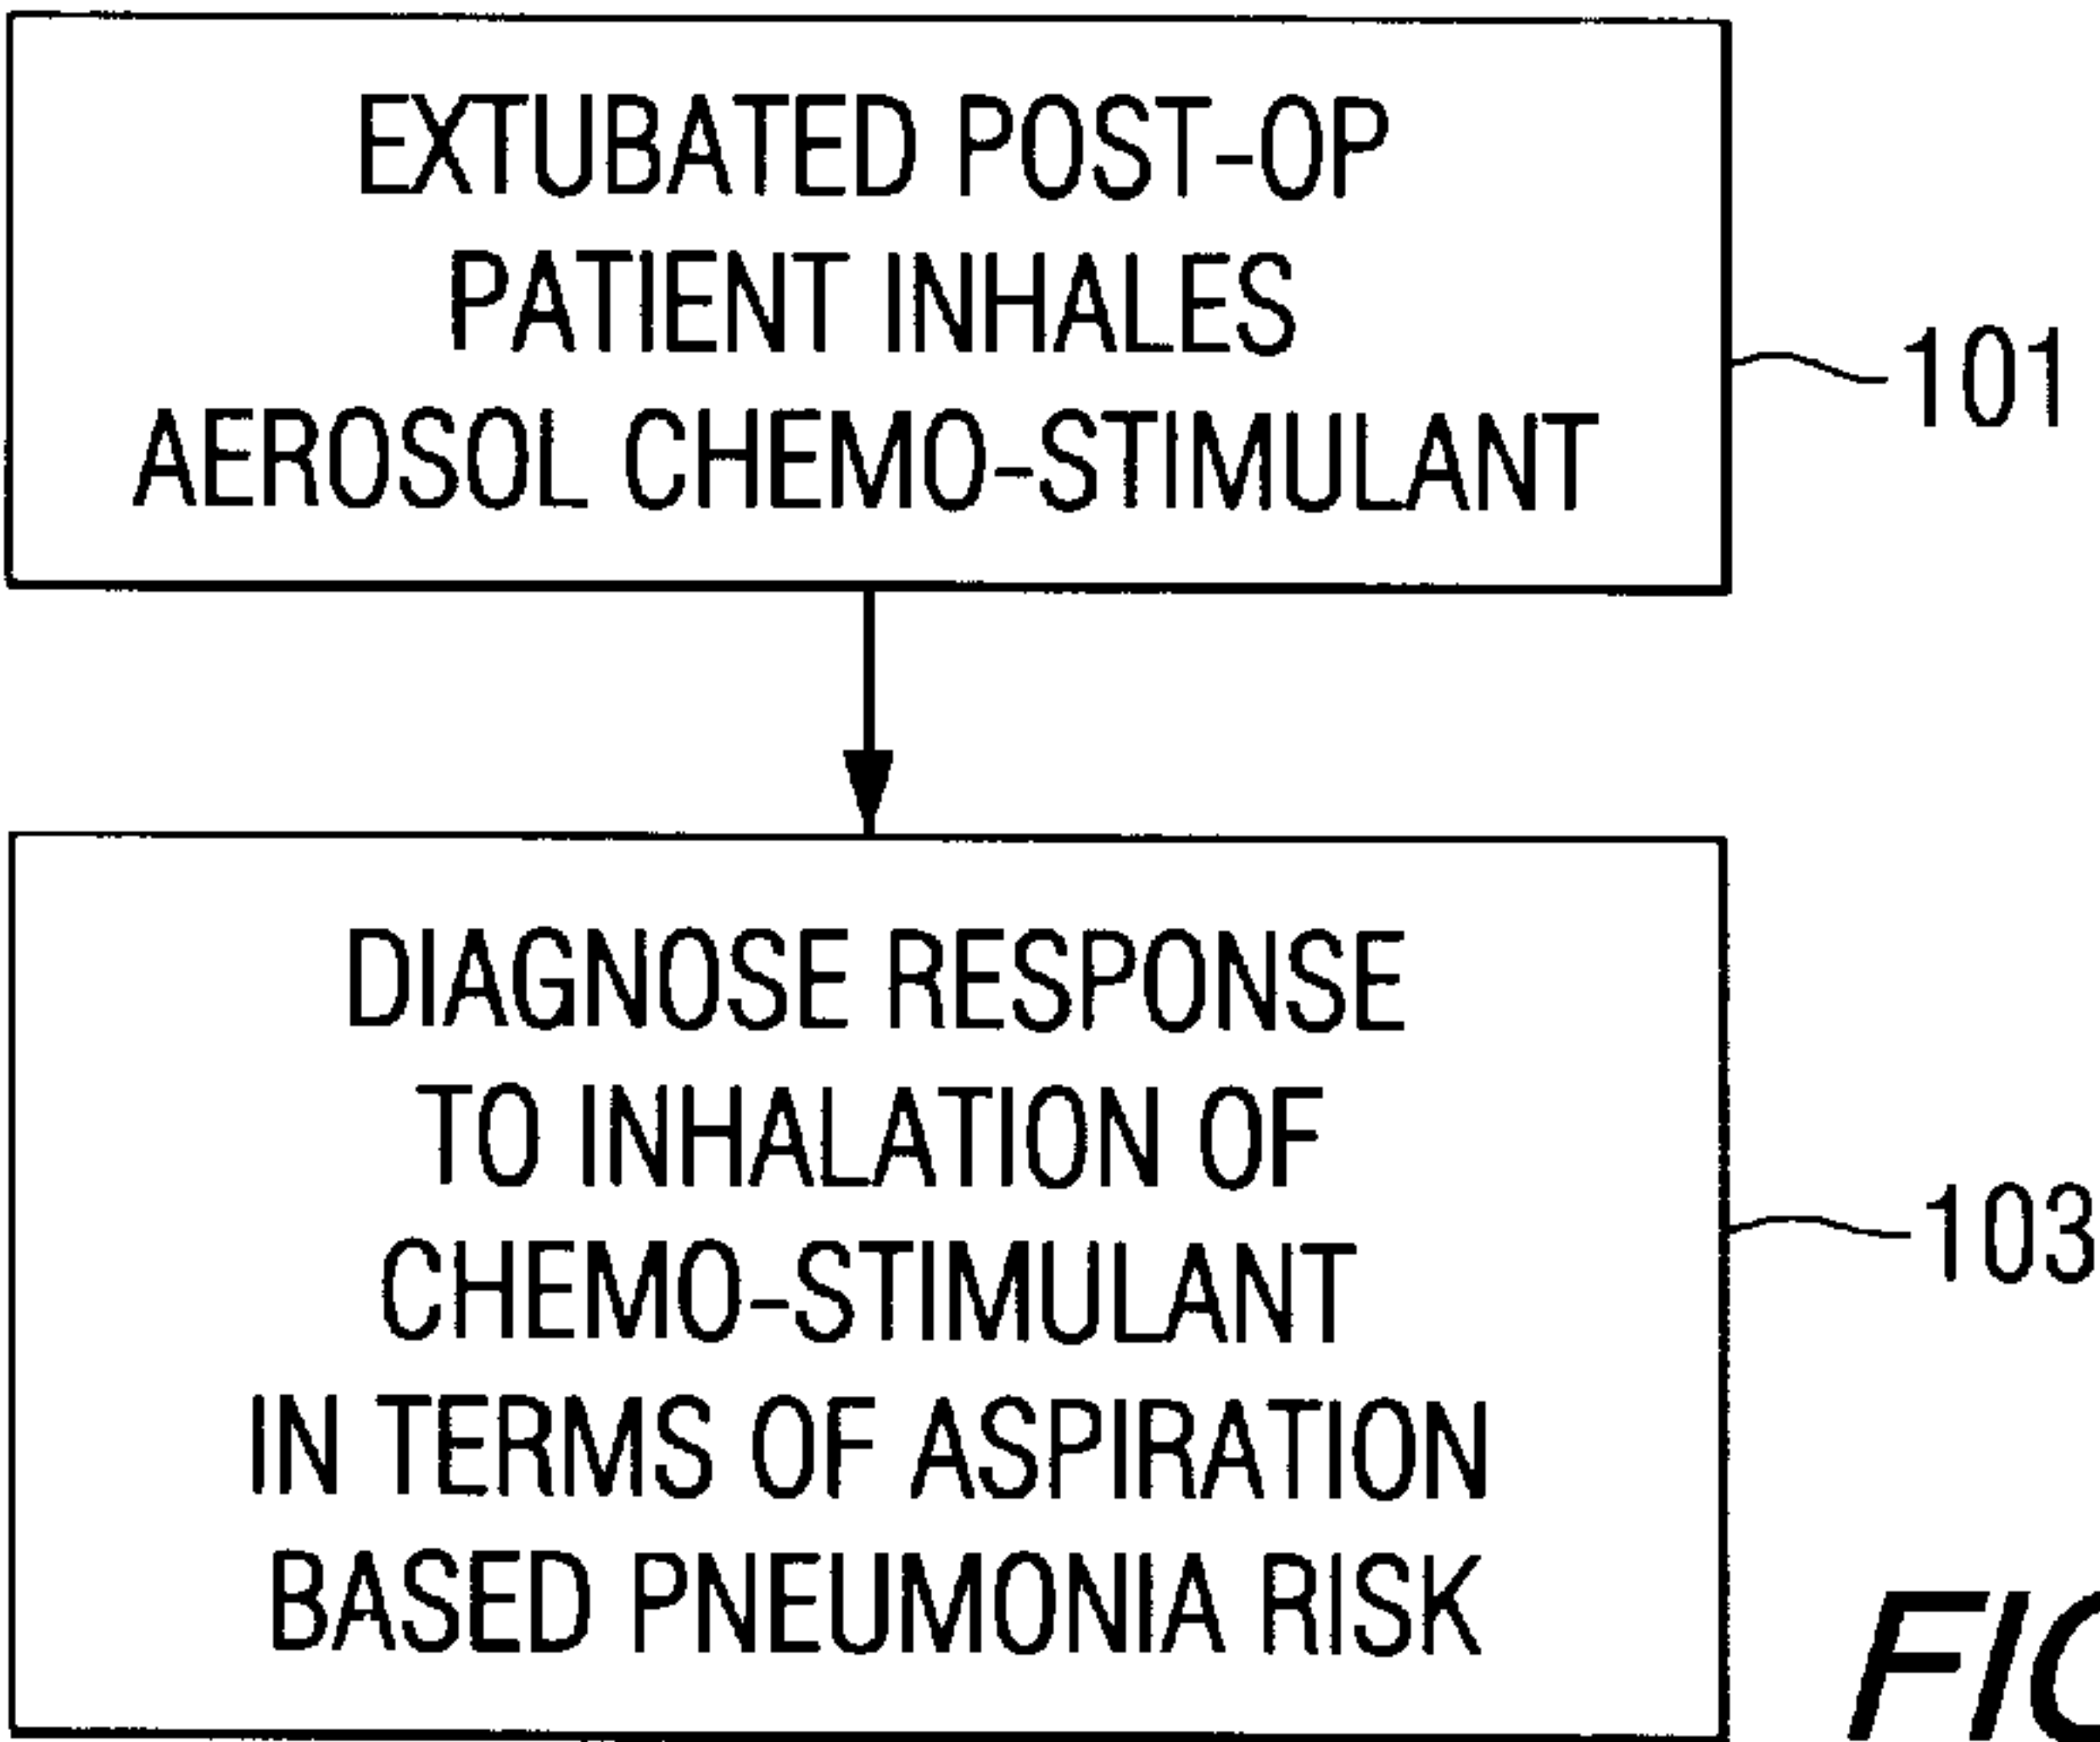 EXTUBATED POST-OP
PATIENT INHALES
AEROSOL CHEMO-STIMULANT
101
DIAGNOSE RESPONSE
TO INHALATION OF
CHEMO-STIMULANT
IN TERMS OF ASPIRATION
BASED PNEUMONIA RISK
103